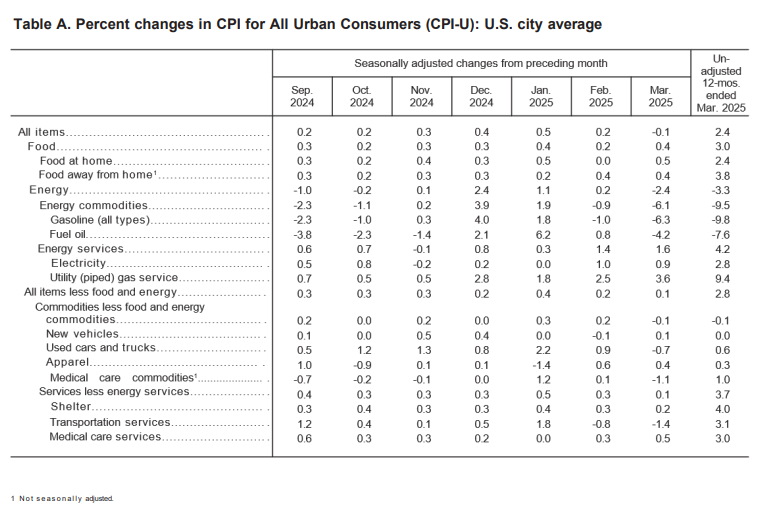 Table A. Percent changes in CPI for All Urban Consumers (CPI-U): U.S. city average
Seasonally adjusted changes from preceding month
Un-
adjusted
12-mos.
ended
Mar. 2025
Sep. 2024
Oct. 2024
Nov. 2024
Dec. 2024
Jan. 2025
Feb. 2025
Mar. 2025
All items 0.2 0.2 0.3 0.4 0.5 0.2 -0.1 2.4
Food 0.3 0.2 0.3 0.3 0.4 0.2 0.4 3.0
Food at home 0.3 0.2 0.4 0.3 0.5 0.0 0.5 2.4
Food away from home¹ 0.3 0.2 0.3 0.3 0.2 0.4 0.4 3.8
Energy -1.0 -0.2 0.1 2.4 1.1 0.2 -2.4 -3.3
Energy commodities -2.3 -1.1 0.2 3.9 1.9 -0.9 -6.1 -9.5
Gasoline (all types) -2.3 -1.0 0.3 4.0 1.8 -1.0 -6.3 -9.8
Fuel oil -3.8 -2.3 -1.4 2.1 6.2 0.8 -4.2 -7.6
Energy services 0.6 0.7 -0.1 0.8 0.3 1.4 1.6 4.2
Electricity 0.5 0.8 -0.2 0.2 0.0 1.0 0.9 2.8
Utility (piped) gas service 0.7 0.5 0.5 2.8 1.8 2.5 3.6 9.4
All items less food and energy 0.3 0.3 0.3 0.2 0.4 0.2 0.1 2.8
Commodities less food and energy
commodities 0.2 0.0 0.2 0.0 0.3 0.2 -0.1 -0.1
New vehicles 0.1 0.0 0.5 0.4 0.0 -0.1 0.1 0.0
Used cars and trucks 0.5 1.2 1.3 0.8 2.2 0.9 -0.7 0.6
Apparel 1.0 -0.9 0.1 0.1 -1.4 0.6 0.4 0.3
Medical care commodities¹ -0.7 -0.2 -0.1 0.0 1.2 0.1 -1.1 1.0
Services less energy services 0.4 0.3 0.3 0.3 0.5 0.3 0.1 3.7
Shelter 0.3 0.4 0.3 0.3 0.4 0.3 0.2 4.0
Transportation services 1.2 0.4 0.1 0.5 1.8 -0.8 -1.4 3.1
Medical care services 0.6 0.3 0.3 0.2 0.0 0.3 0.5 3.0
1 Not seasonally adjusted.